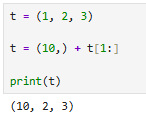 t = (1, 2, 3)
t = (10,) + t[1:]
print(t)
(10, 2, 3)